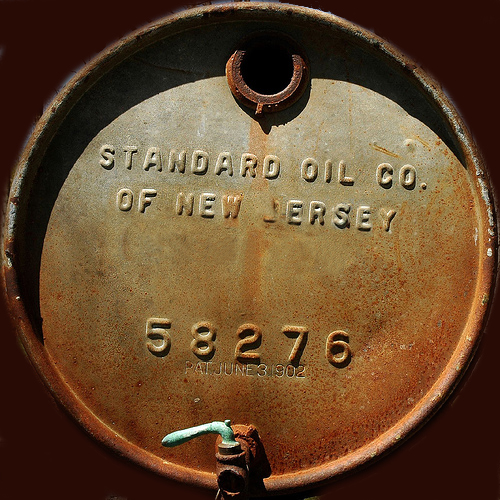 STANDARD OIL CO.
OF NEW JERSEY
58276
PAT. JUNE 3 1902